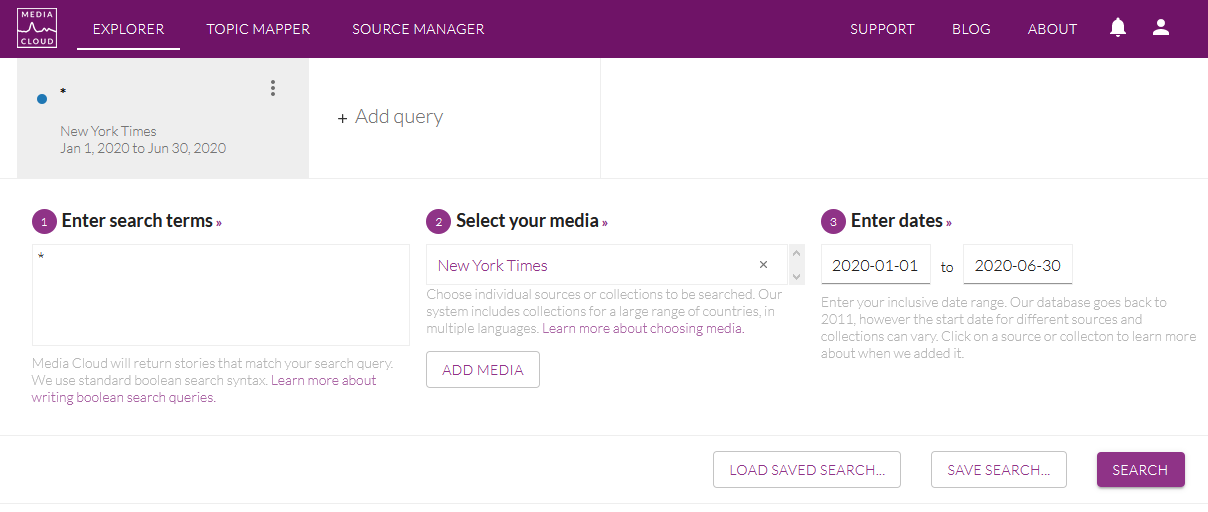 MEDIA
CLOUD
EXPLORER
TOPIC MAPPER
SOURCE MANAGER
SUPPORT
BLOG
ABOUT
*
New York Times
Jan 1, 2020 to Jun 30, 2020
+ Add query
1 Enter search terms »
*
Media Cloud will return stories that match your search query.
We use standard boolean search syntax. Learn more about
writing boolean search queries.
2 Select your media »
New York Times ×
Choose individual sources or collections to be searched. Our
system includes collections for a large range of countries, in
multiple languages. Learn more about choosing media.
ADD MEDIA
3 Enter dates »
2020-01-01 to 2020-06-30
Enter your inclusive date range. Our database goes back to
2011, however the start date for different sources and
collections can vary. Click on a source or collecton to learn more
about when we added it.
LOAD SAVED SEARCH...
SAVE SEARCH...
SEARCH